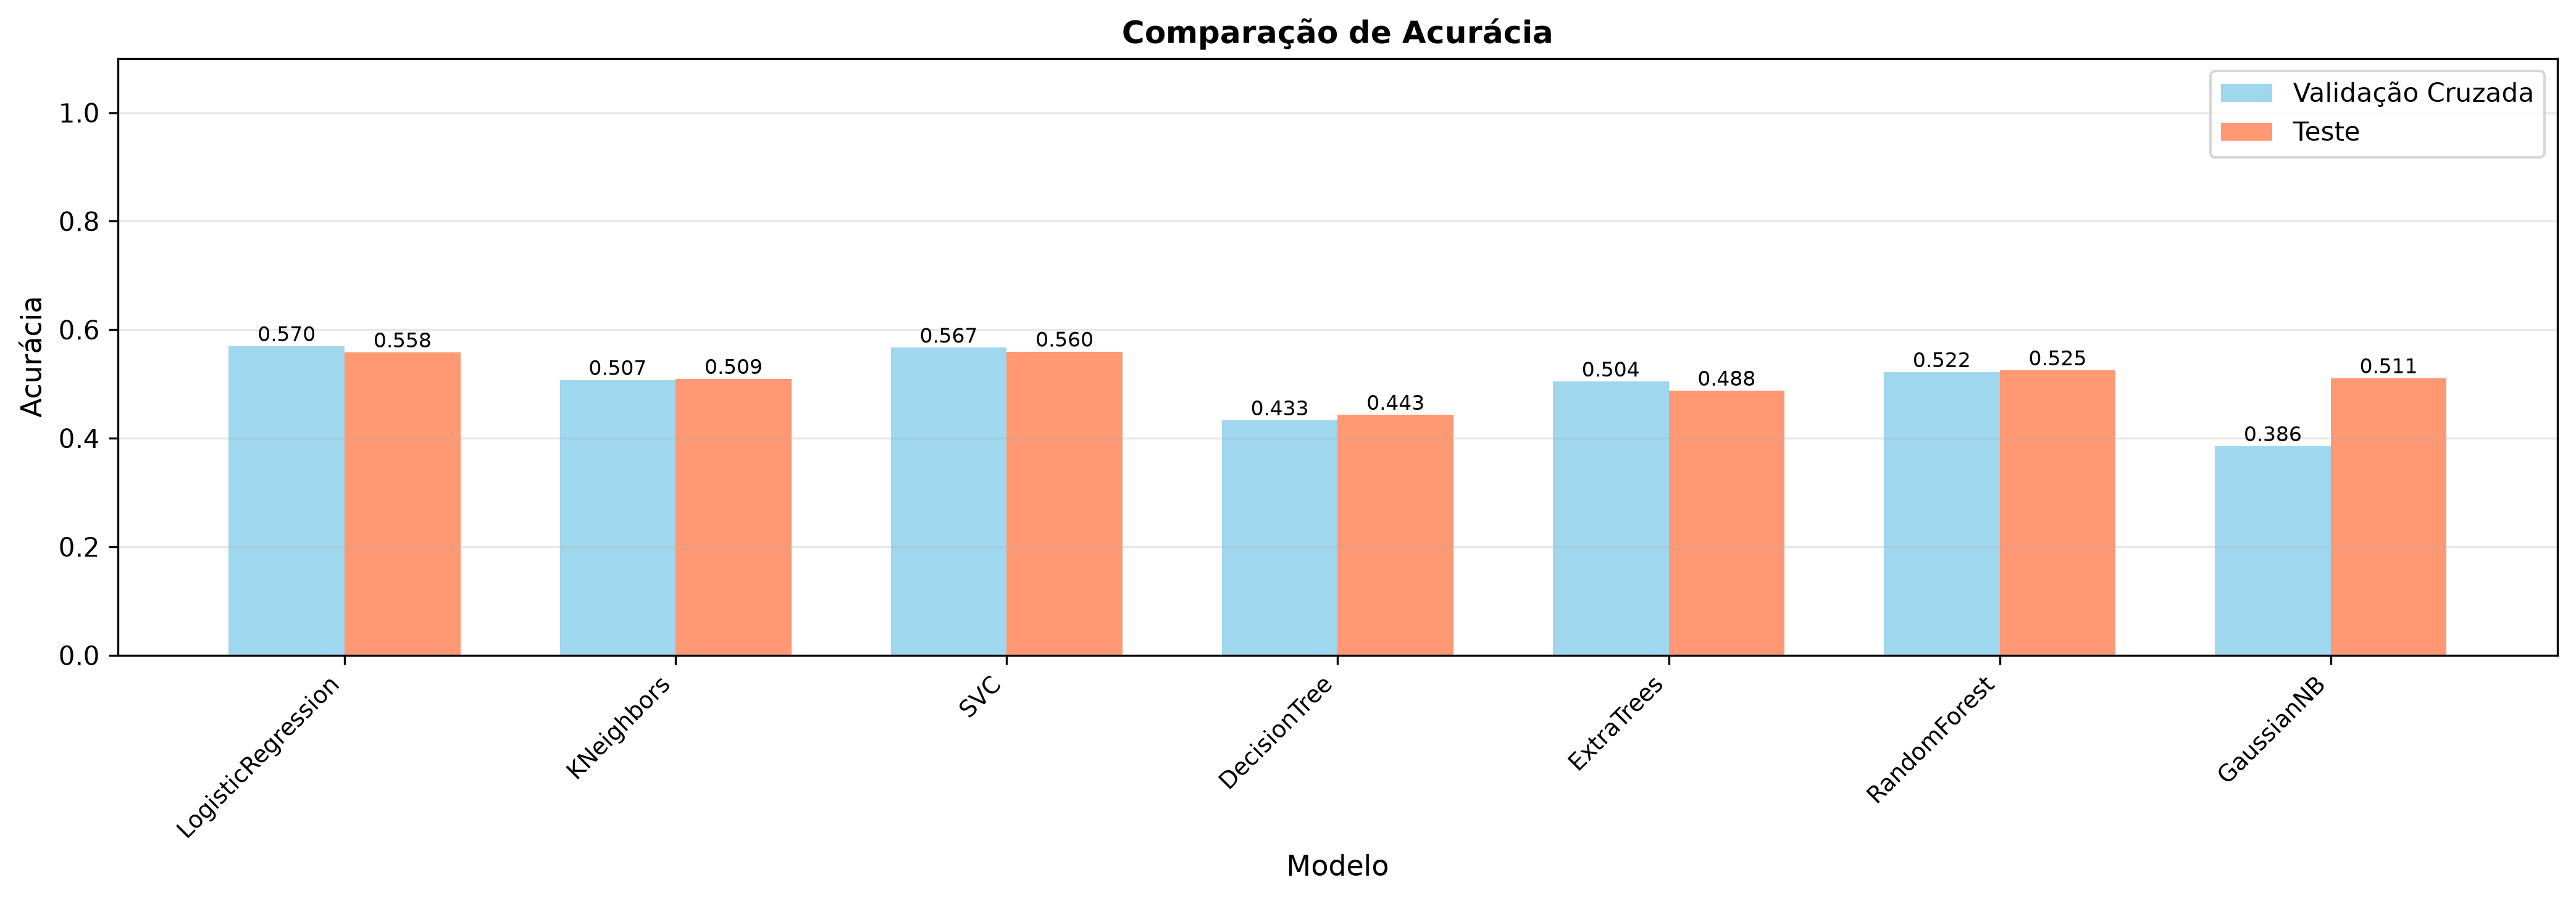 Comparação de Acurácia
Validação Cruzada
Teste
Acurácia
1.0
0.8
0.6
0.4
0.2
0.0
0.570
0.558
0.507
0.509
0.567
0.560
0.433
0.443
0.504
0.488
0.522
0.525
0.386
0.511
LogisticRegression
KNeighbors
SVC
DecisionTree
ExtraTrees
RandomForest
GaussianNB
Modelo